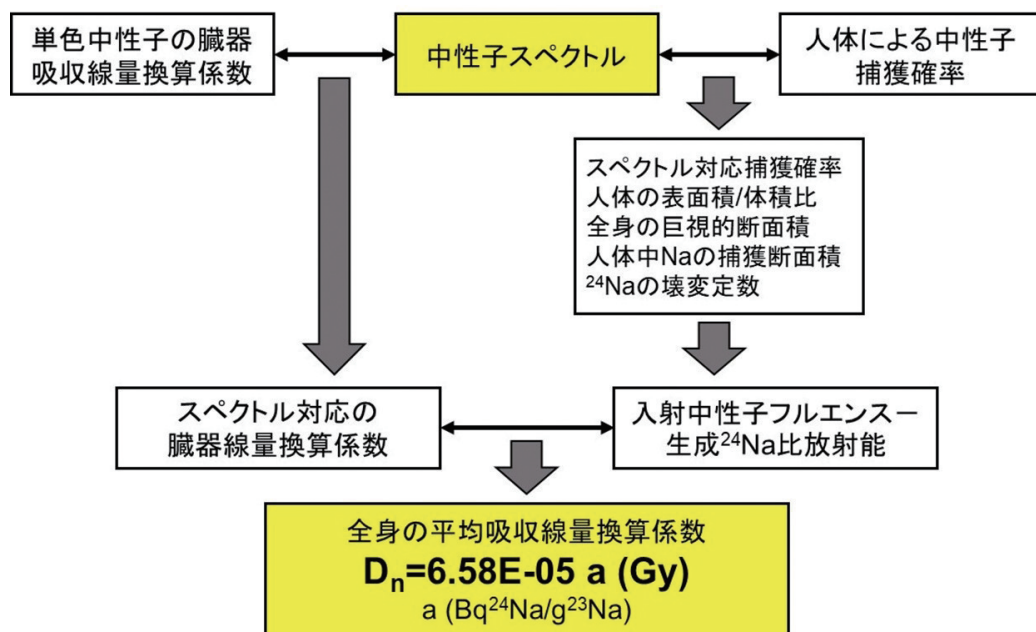 単色中性子の臓器
吸収線量換算係数
中性子スペクトル
人体による中性子
捕獲確率
スペクトル対応捕獲確率
人体の表面積/体積比
全身の巨視的断面積
人体中Naの捕獲断面積
²⁴Naの壊変定数
スペクトル対応の
臓器線量換算係数
入射中性子フルエンスー
生成²⁴Na比放射能
全身の平均吸収線量換算係数
Dₙ=6.58E-05 a (Gy)
a (Bq²⁴Na/g²³Na)